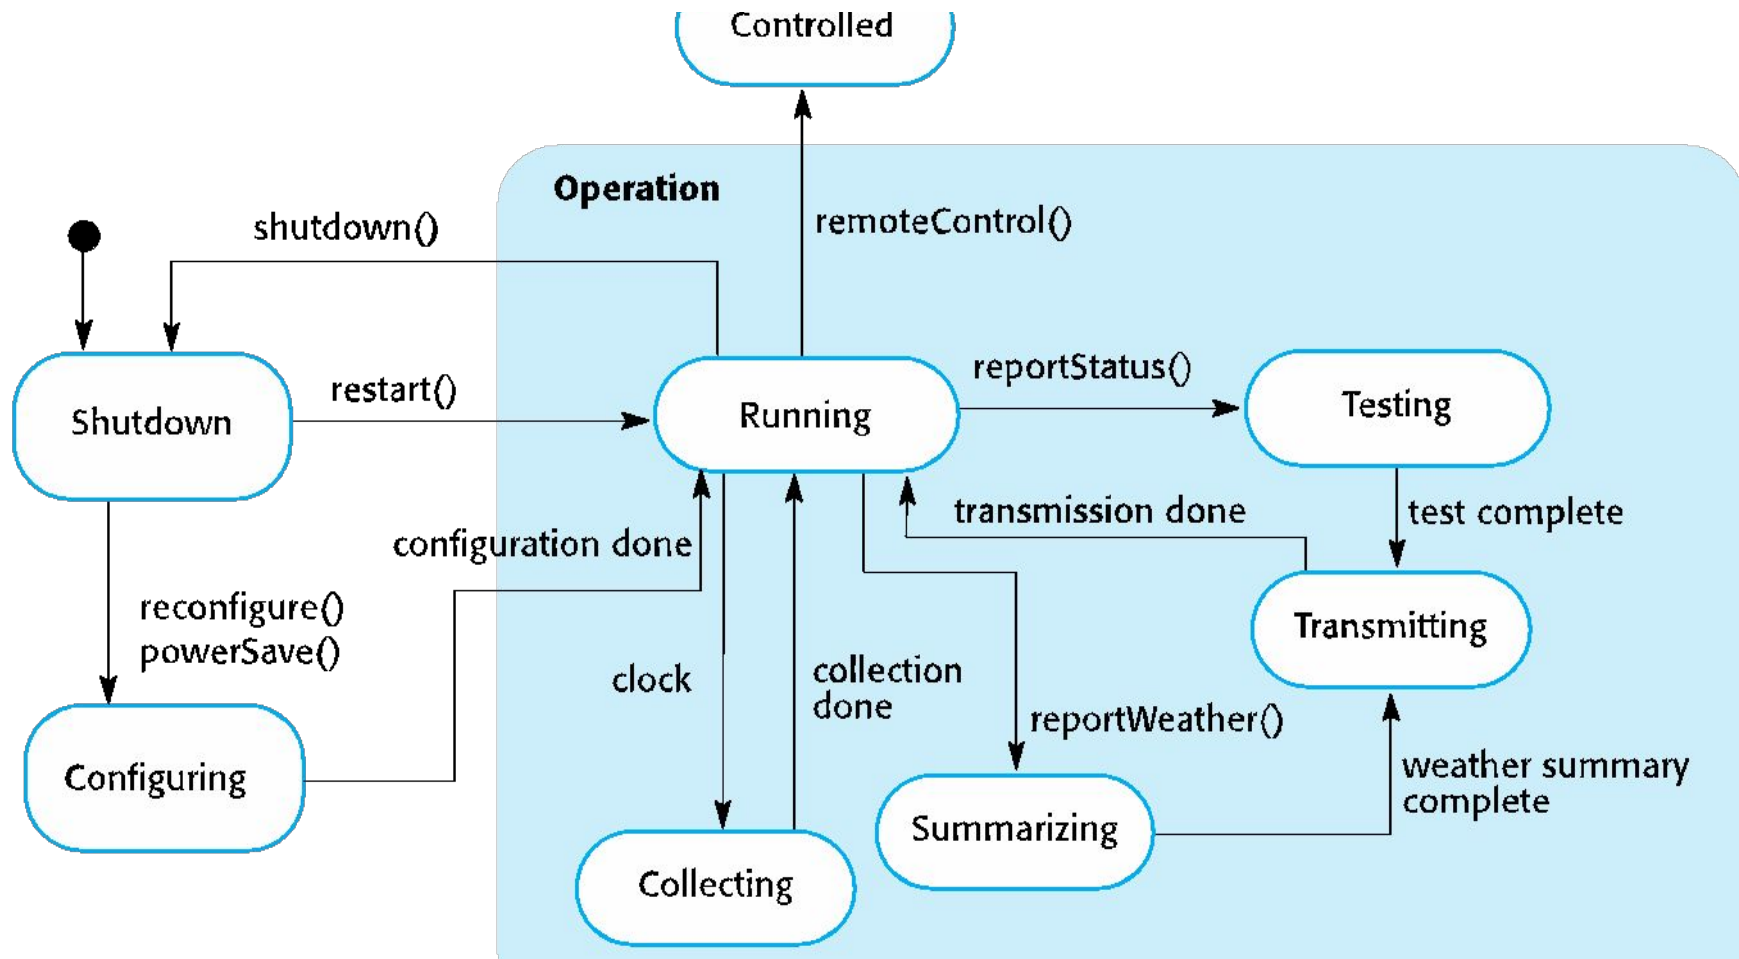 Controlled
Operation
shutdown()
remoteControl()
restart()
reportStatus()
Shutdown
Running
Testing
transmission done
test complete
configuration done
reconfigure()
powerSave()
Transmitting
clock
collection
done
reportWeather()
Configuring
weather summary
complete
Summarizing
Collecting